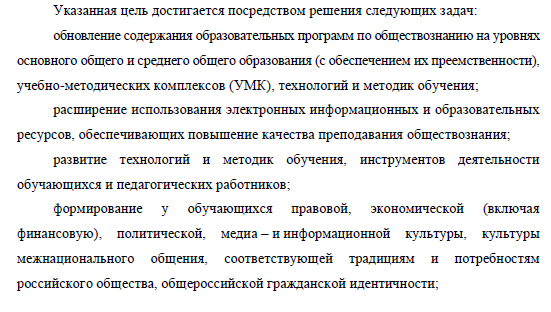 Указанная цель достигается посредством решения следующих задач:
обновление содержания образовательных программ по обществознанию на уровнях
основного общего и среднего общего образования (с обеспечением их преемственности),
учебно-методических комплексов (УМК), технологий и методик обучения;
расширение использования электронных информационных и образовательных
ресурсов, обеспечивающих повышение качества преподавания обществознания;
развитие технологий и методик обучения, инструментов деятельности
обучающихся и педагогических работников;
формирование у обучающихся правовой, экономической (включая
финансовую), политической, медиа – и информационной культуры, культуры
межнационального общения, соответствующей традициям и потребностям
российского общества, общероссийской гражданской идентичности;